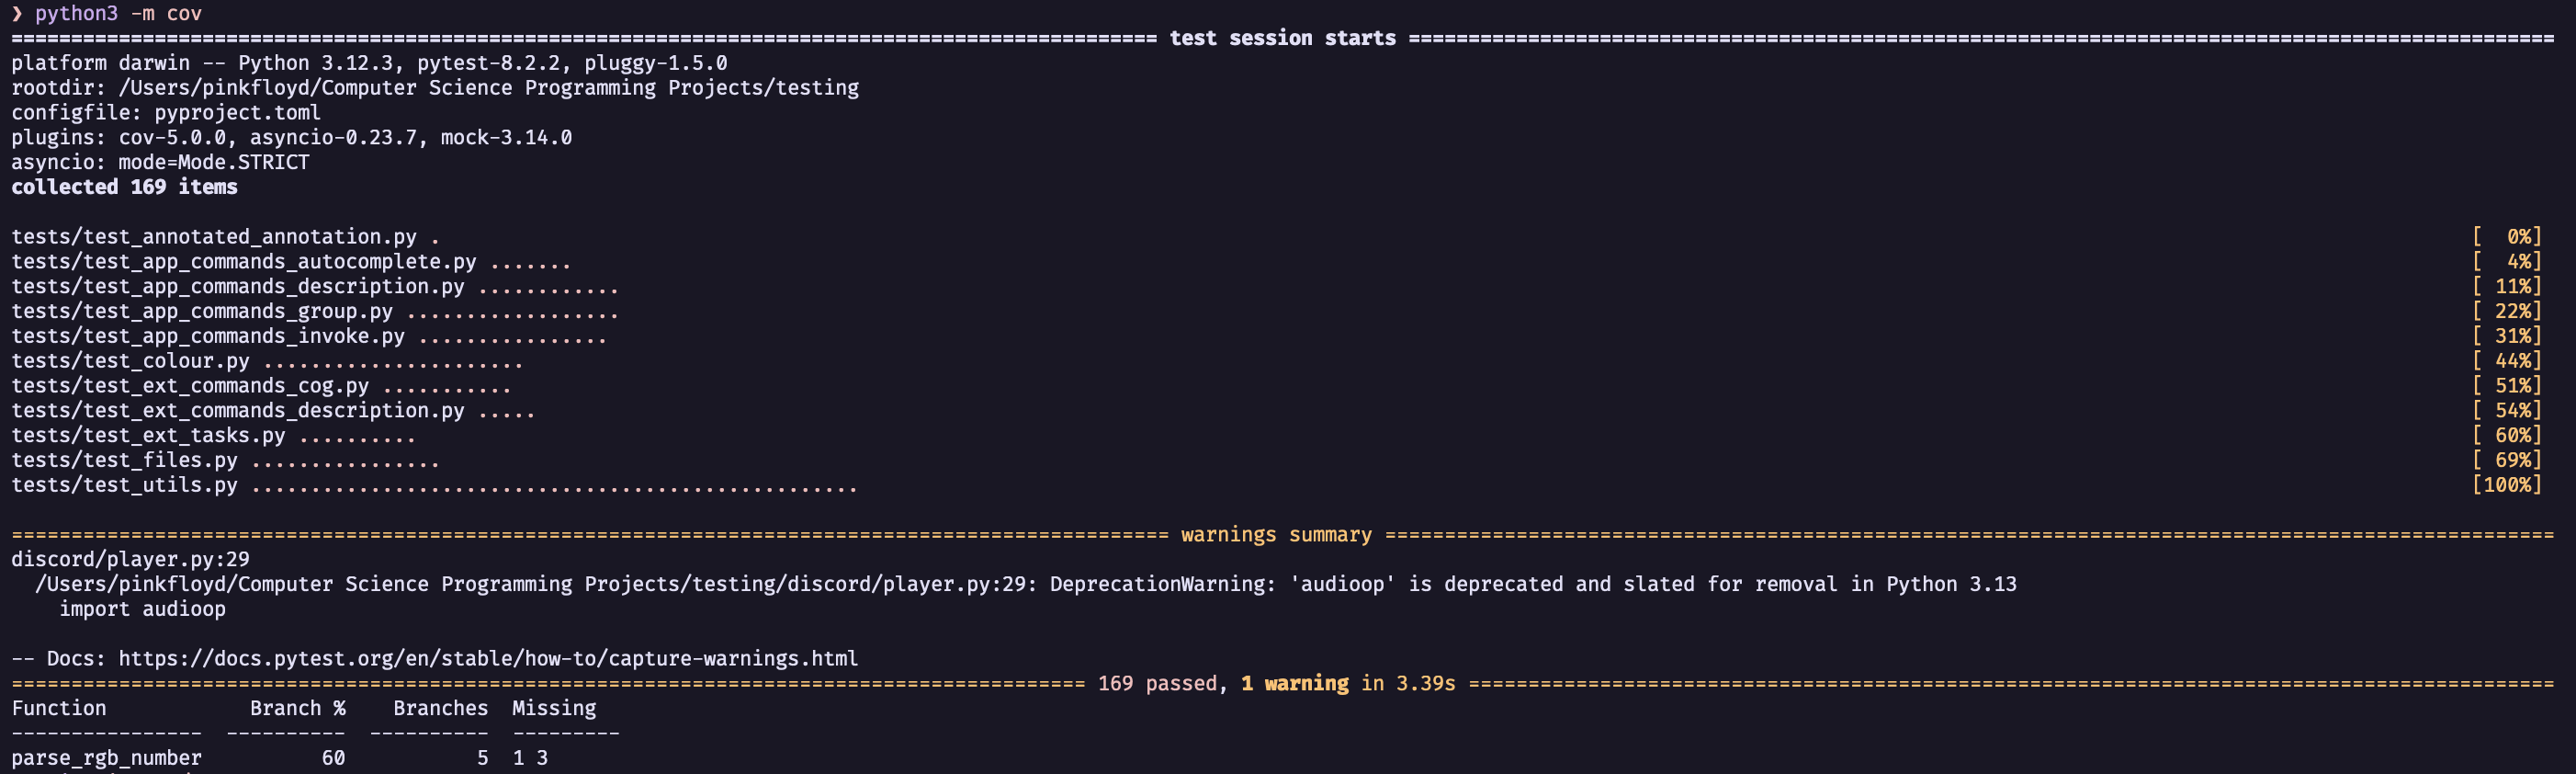 ❯ python3 -m cov
================================================================================================ test session starts ================================================================================================
platform darwin -- Python 3.12.3, pytest-8.2.2, pluggy-1.5.0
rootdir: /Users/pinkfloyd/Computer Science Programming Projects/testing
configfile: pyproject.toml
plugins: cov-5.0.0, asyncio-0.23.7, mock-3.14.0
asyncio: mode=Mode.STRICT
collected 169 items
tests/test_annotated_annotation.py . [  0%]
tests/test_app_commands_autocomplete.py ....... [  4%]
tests/test_app_commands_description.py ............ [ 11%]
tests/test_app_commands_group.py .................. [ 22%]
tests/test_app_commands_invoke.py ................ [ 31%]
tests/test_colour.py ...................... [ 44%]
tests/test_ext_commands_cog.py ........... [ 51%]
tests/test_ext_commands_description.py ..... [ 54%]
tests/test_ext_tasks.py .......... [ 60%]
tests/test_files.py ................ [ 69%]
tests/test_utils.py ................................................... [100%]
================================================================================================= warnings summary ==================================================================================================
discord/player.py:29
  /Users/pinkfloyd/Computer Science Programming Projects/testing/discord/player.py:29: DeprecationWarning: 'audioop' is deprecated and slated for removal in Python 3.13
    import audioop
-- Docs: https://docs.pytest.org/en/stable/how-to/capture-warnings.html
========================================================================================== 169 passed, 1 warning in 3.39s ===========================================================================================
Function            Branch %    Branches  Missing
----------------  ----------  ----------  ---------
parse_rgb_number          60           5  1 3